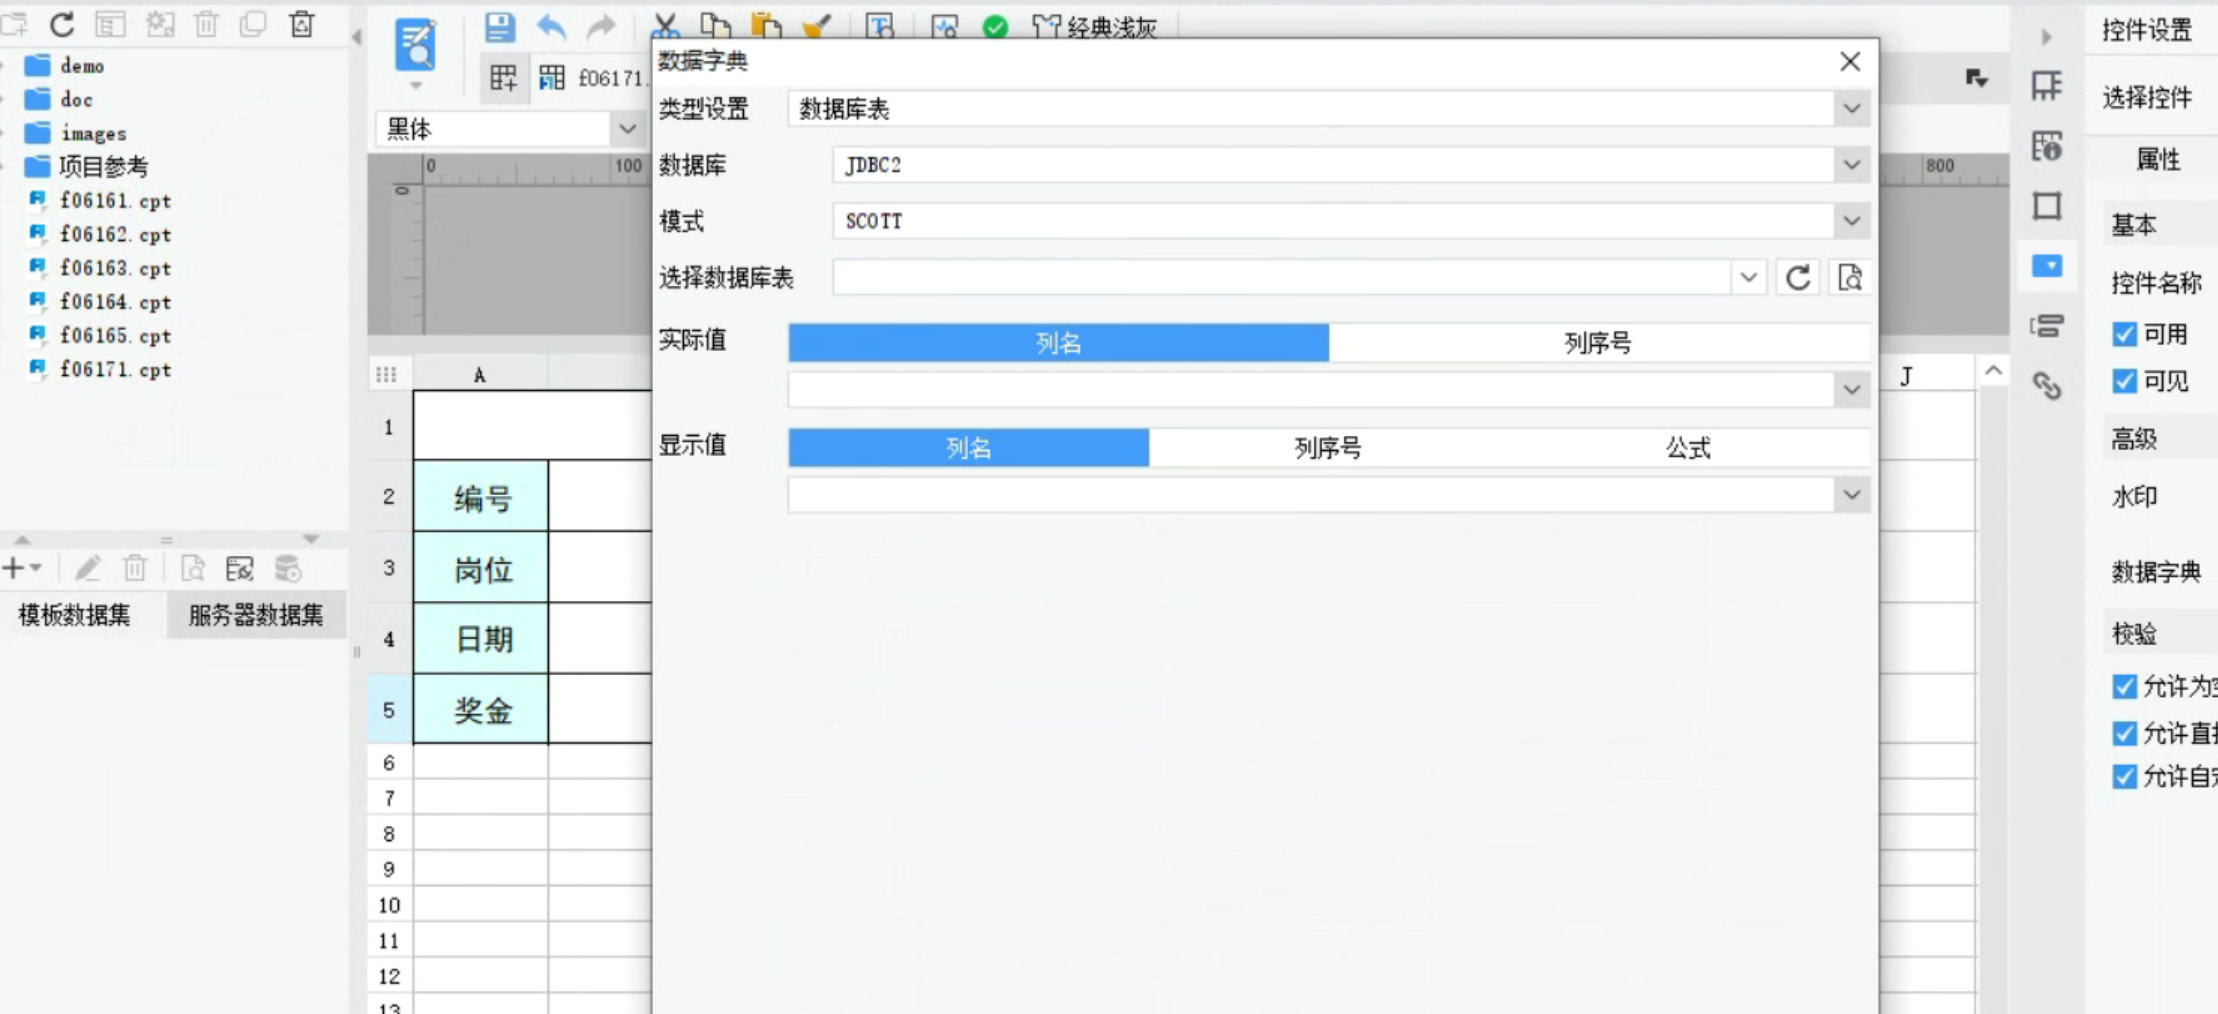 经典浅灰
控件设置
demo
doc
images
项目参考
f06161.cpt
f06162.cpt
f06163.cpt
f06164.cpt
f06165.cpt
f06171.cpt
模板数据集
服务器数据集
f06171.
黑体
0
100
800
0
A
J
1
2
编号
3
岗位
4
日期
5
奖金
6
7
8
9
10
11
12
13
数据字典
类型设置
数据库表
数据库
JDBC2
模式
SCOTT
选择数据库表
实际值
列名
列序号
显示值
列名
列序号
公式
选择控件
属性
基本
控件名称
可用
可见
高级
水印
数据字典
校验
允许为空
允许直接
允许自定